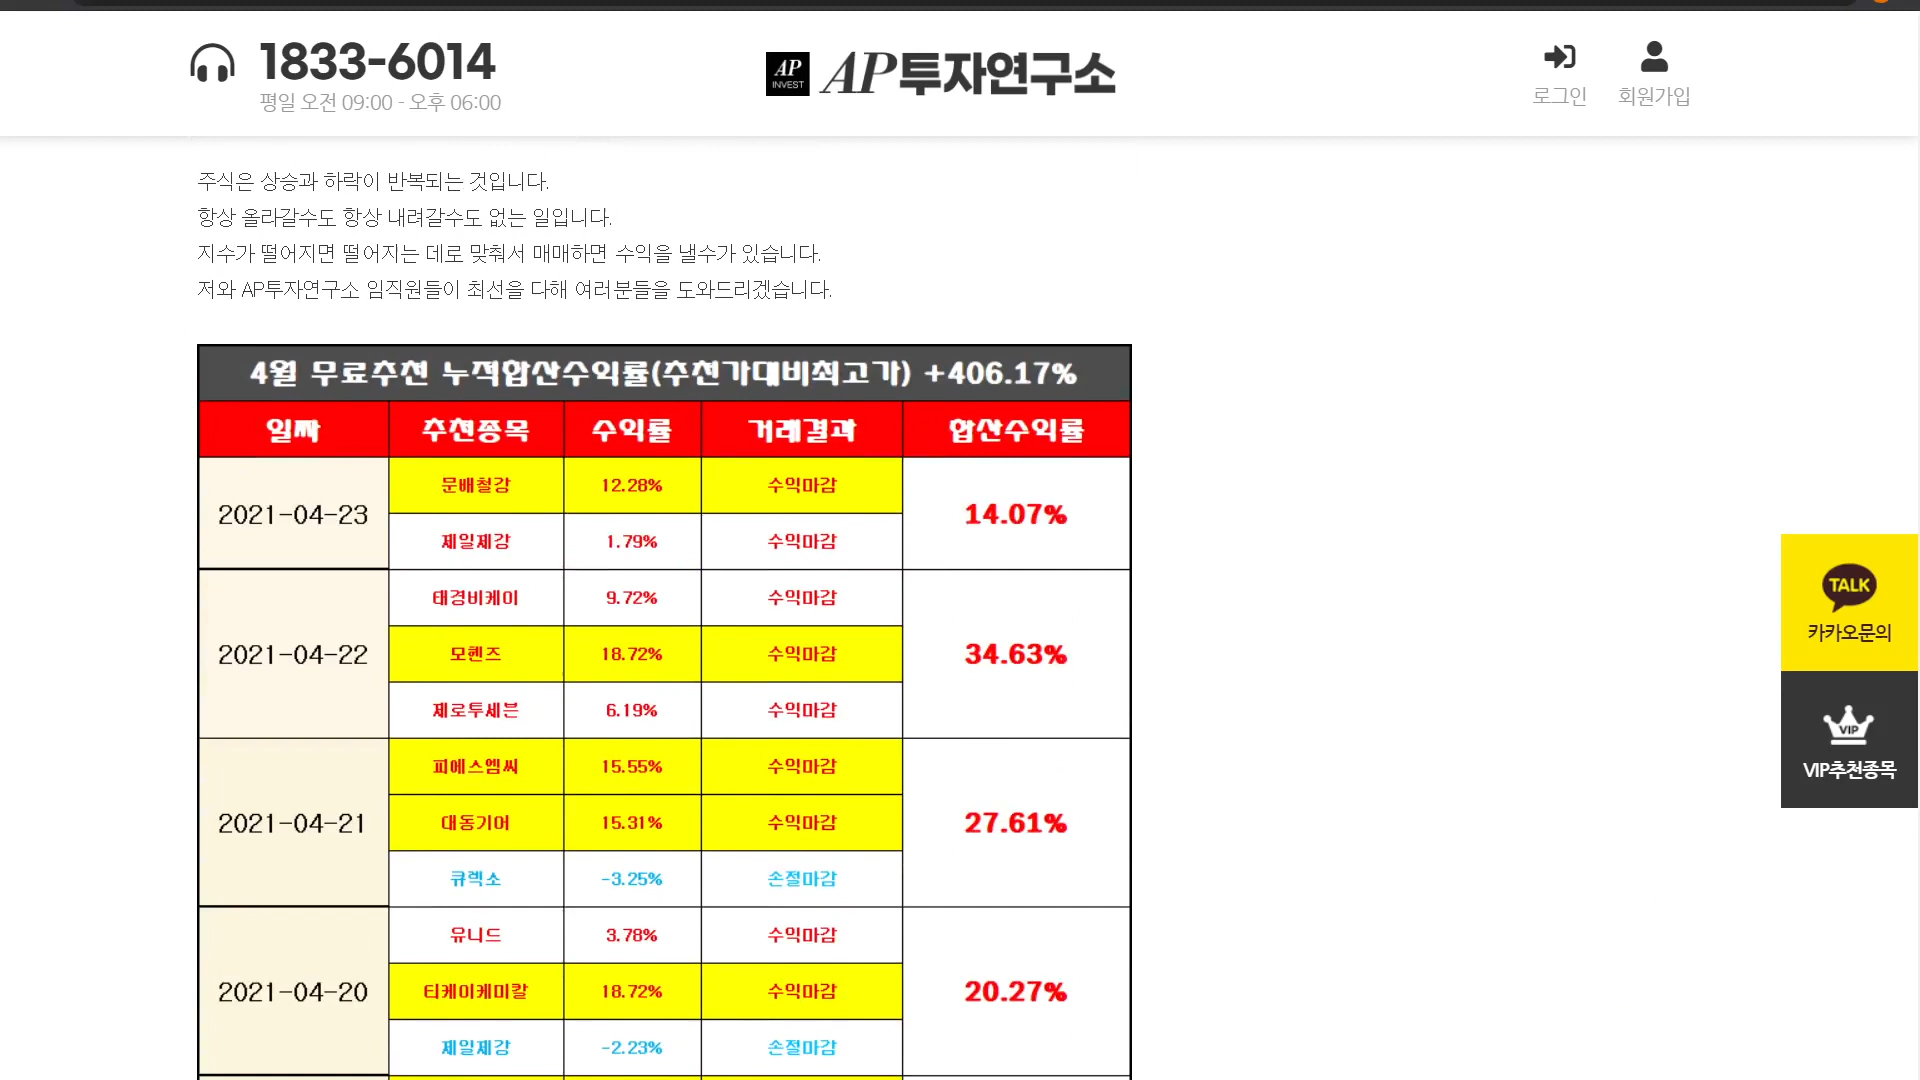 1833-6014
평일 오전 09:00 - 오후 06:00
AP
INVEST
AP투자연구소
로그인
회원가입
주식은 상승과 하락이 반복되는 것입니다.
항상 올라갈수도 항상 내려갈수도 없는 일입니다.
지수가 떨어지면 떨어지는 데로 맞춰서 매매하면 수익을 낼수가 있습니다.
저와 AP투자연구소 임직원들이 최선을 다해 여러분들을 도와드리겠습니다.
4월 무료추천 누적합산수익률(추천가대비최고가) +406.17%
일짜 추천종목 수익률 거래결과 합산수익률
2021-04-23 문배철강 12.28% 수익마감 14.07%
제일제강 1.79% 수익마감
2021-04-22 태경비케이 9.72% 수익마감 34.63%
모헨즈 18.72% 수익마감
제로투세븐 6.19% 수익마감
2021-04-21 피에스엠씨 15.55% 수익마감 27.61%
대동기어 15.31% 수익마감
큐렉소 -3.25% 손절마감
2021-04-20 유니드 3.78% 수익마감 20.27%
티케이케미칼 18.72% 수익마감
제일제강 -2.23% 손절마감
TALK
카카오문의
VIP
VIP추천종목